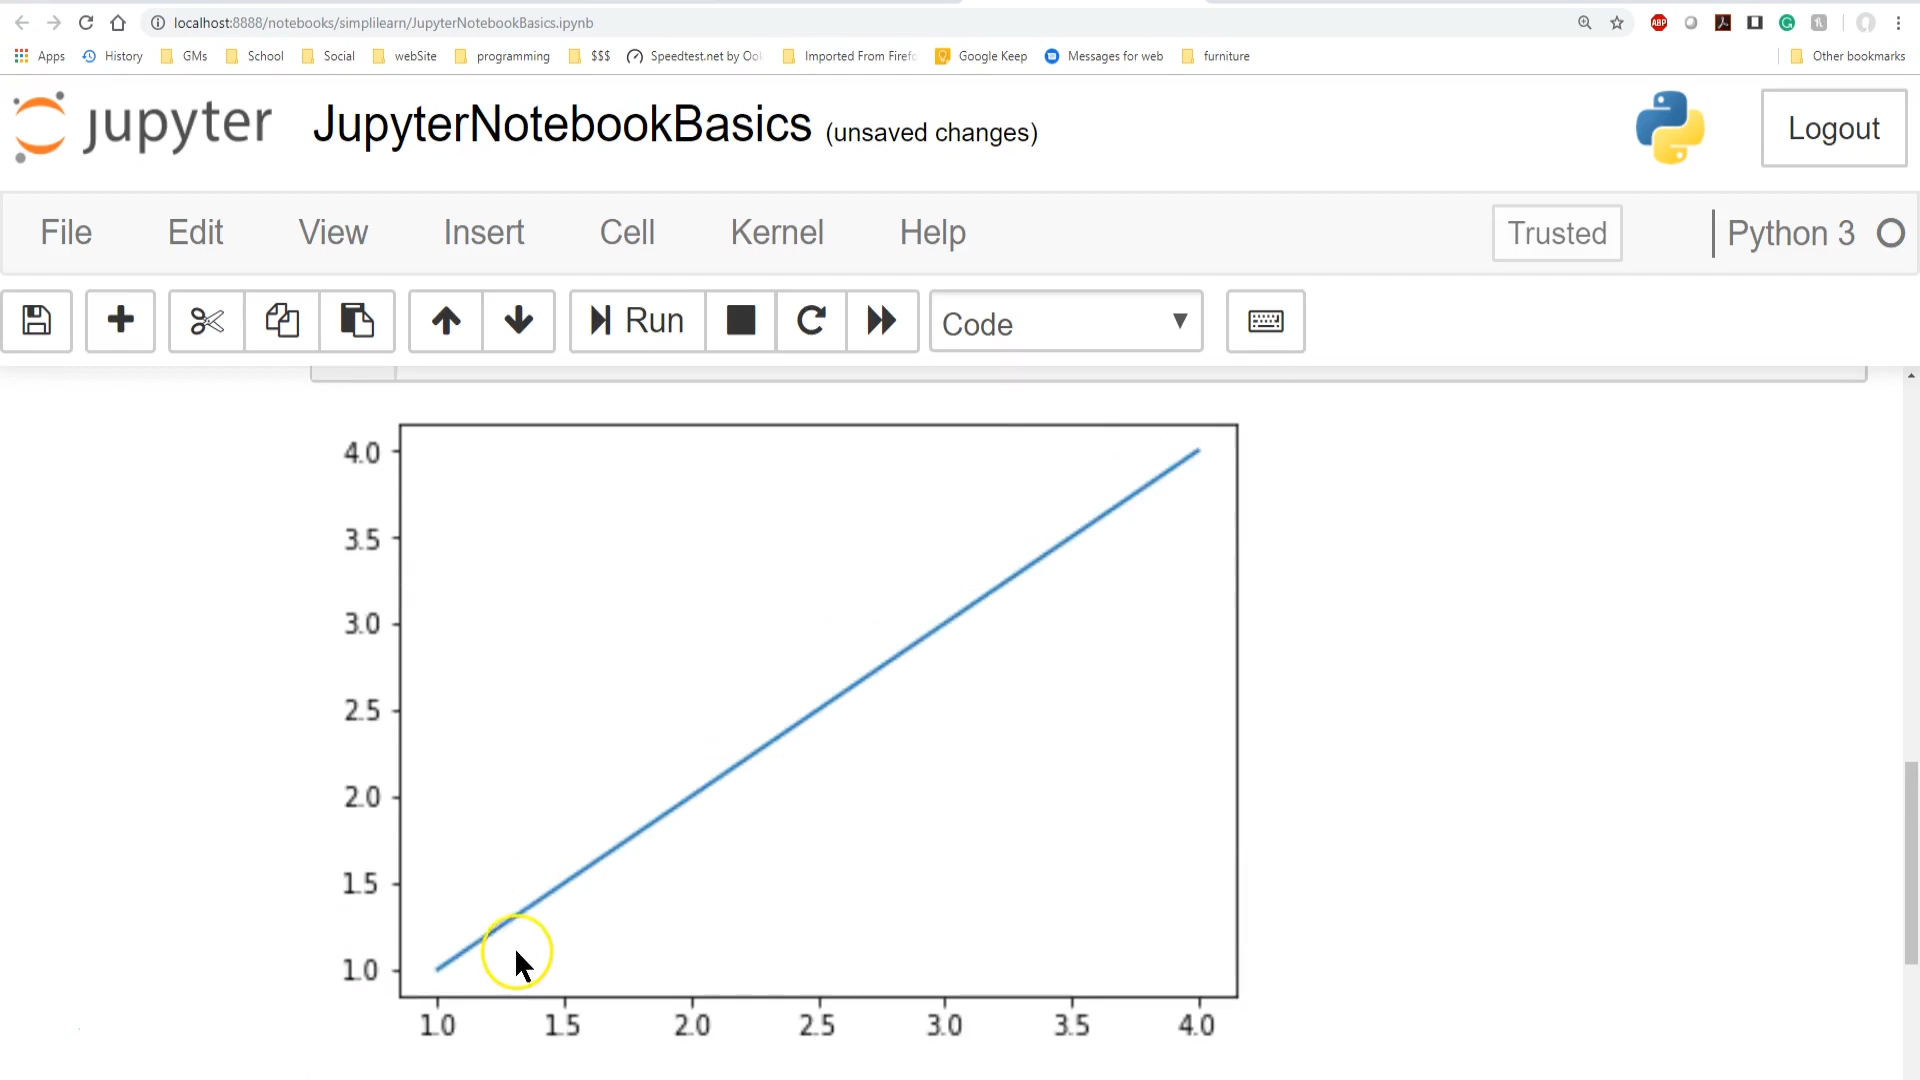 localhost:8888/notebooks/simplilearn/JupyterNotebookBasics.ipynb
ABP
Apps History GMs School Social webSite programming $$$ Speedtest.net by Ook Imported From Firefo Google Keep Messages for web furniture Other bookmarks
jupyter JupyterNotebookBasics (unsaved changes) Logout
File Edit View Insert Cell Kernel Help Trusted Python 3
Run Code
4.0
3.5
3.0
2.5
2.0
1.5
1.0
1.0 1.5 2.0 2.5 3.0 3.5 4.0